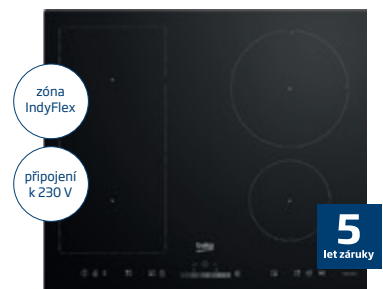 zóna
IndyFlex
připojení
k 230 V
beko
5
let záruky